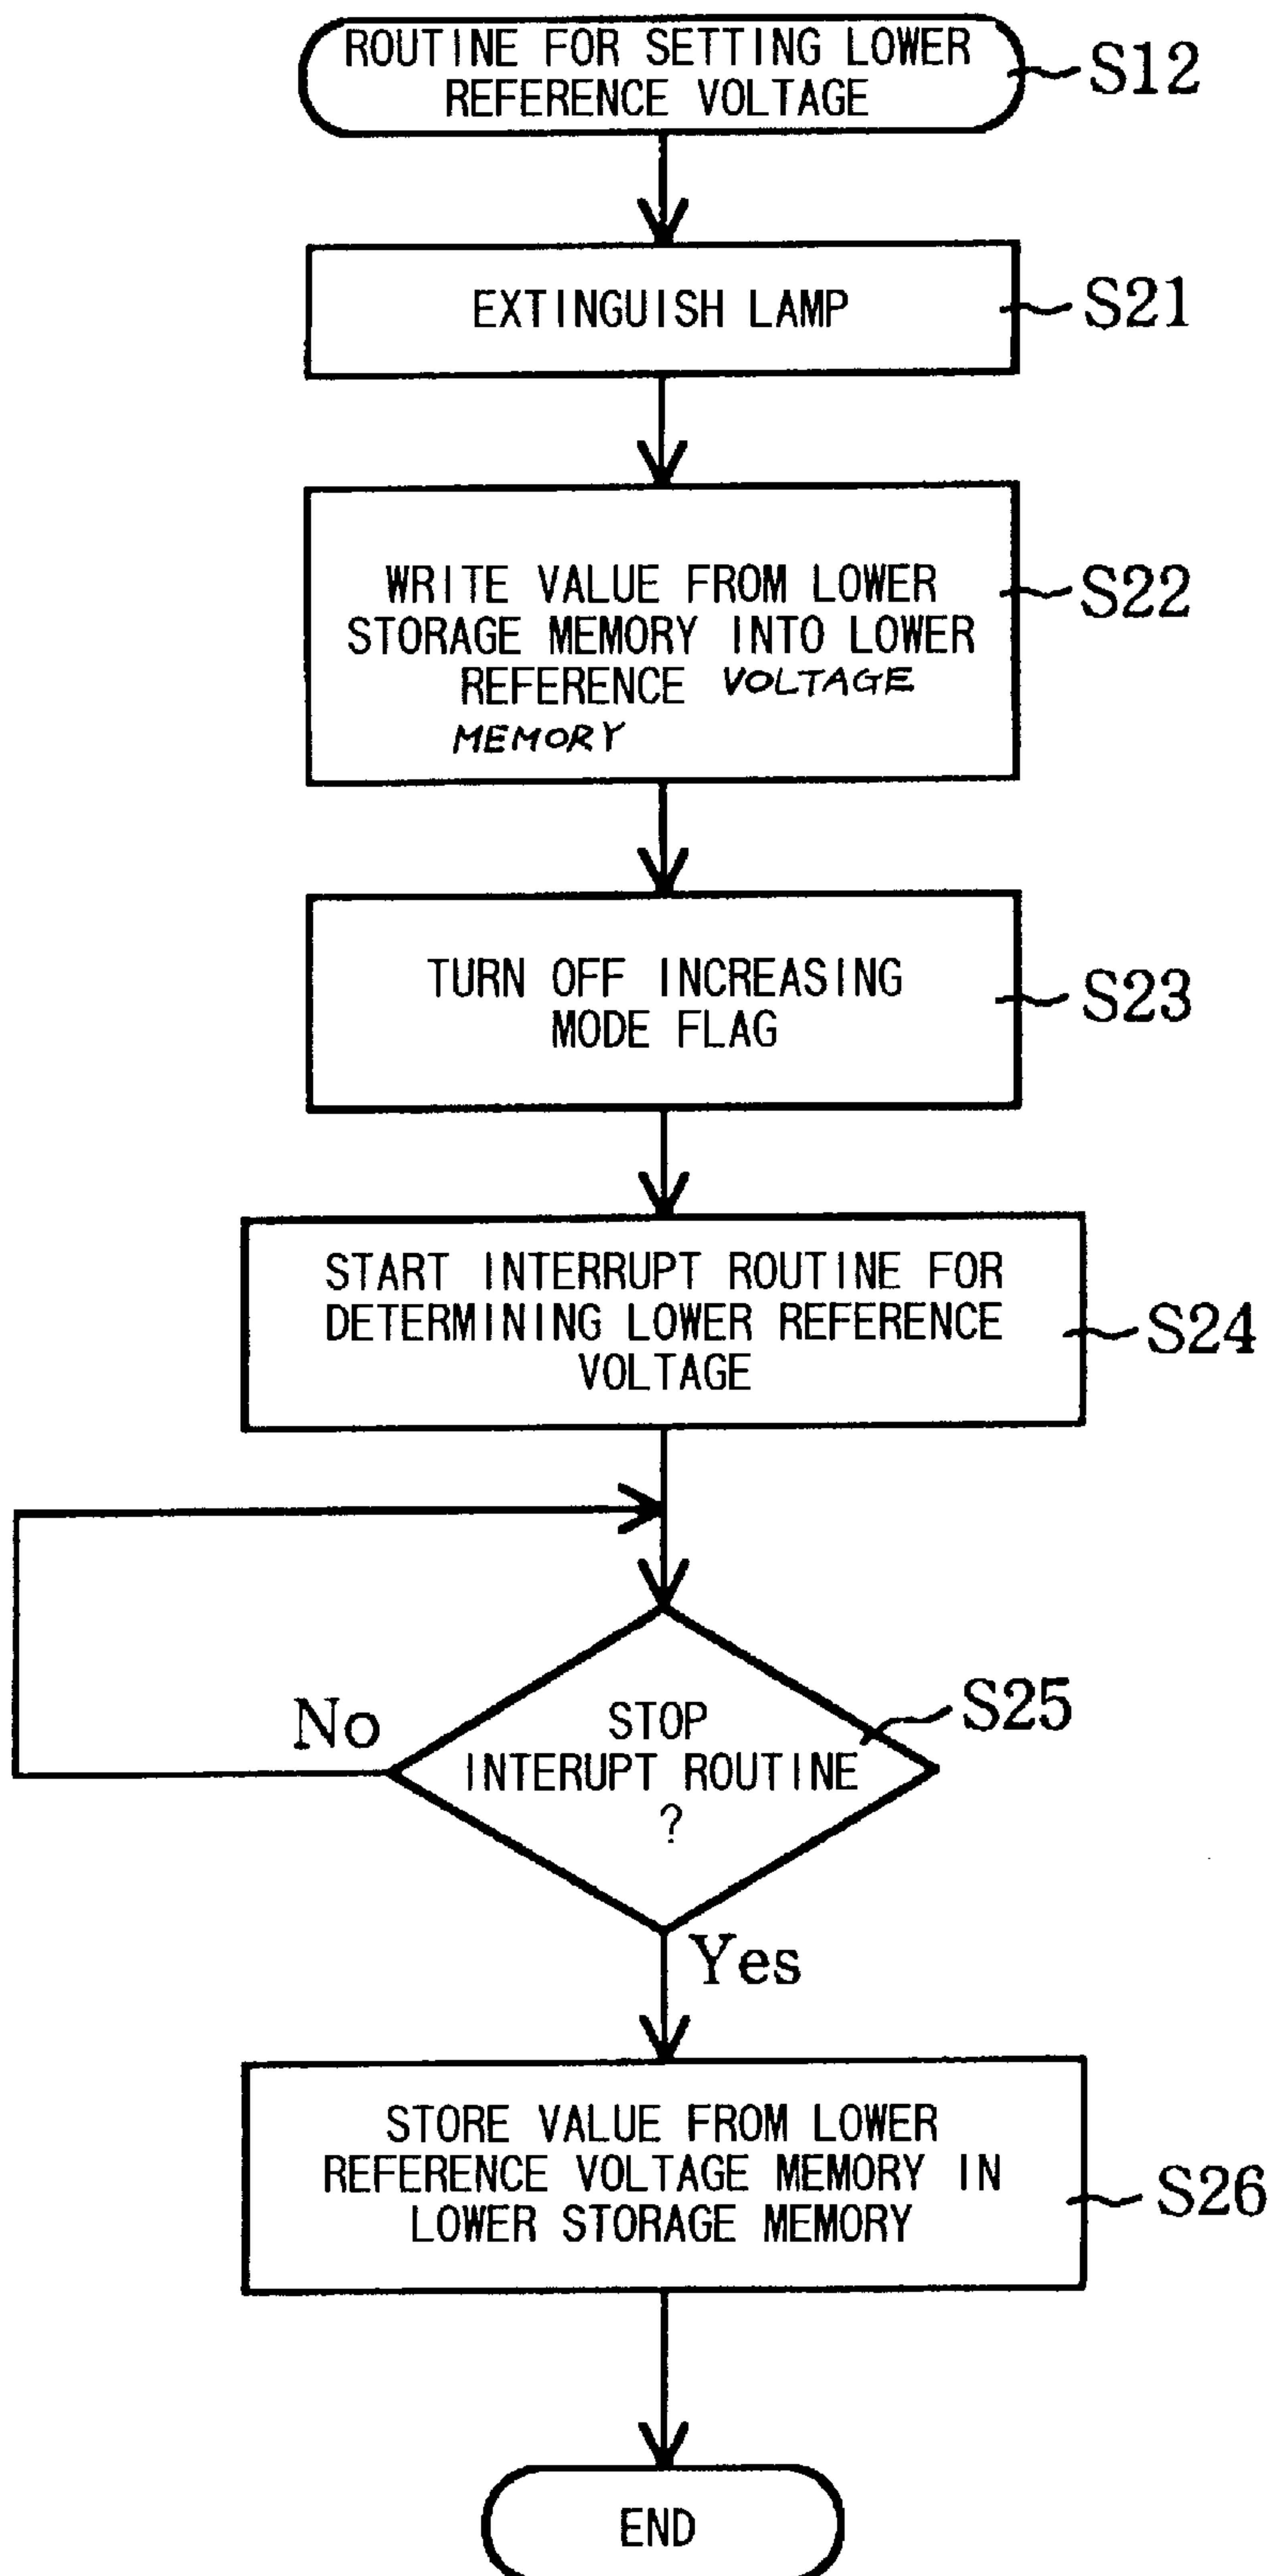 ROUTINE FOR SETTING LOWER
REFERENCE VOLTAGE
S12
EXTINGUISH LAMP
S21
WRITE VALUE FROM LOWER
STORAGE MEMORY INTO LOWER
REFERENCE VOLTAGE
MEMORY
S22
TURN OFF INCREASING
MODE FLAG
S23
START INTERRUPT ROUTINE FOR
DETERMINING LOWER REFERENCE
VOLTAGE
S24
STOP
INTERUPT ROUTINE
?
S25
No
Yes
STORE VALUE FROM LOWER
REFERENCE VOLTAGE MEMORY IN
LOWER STORAGE MEMORY
S26
END